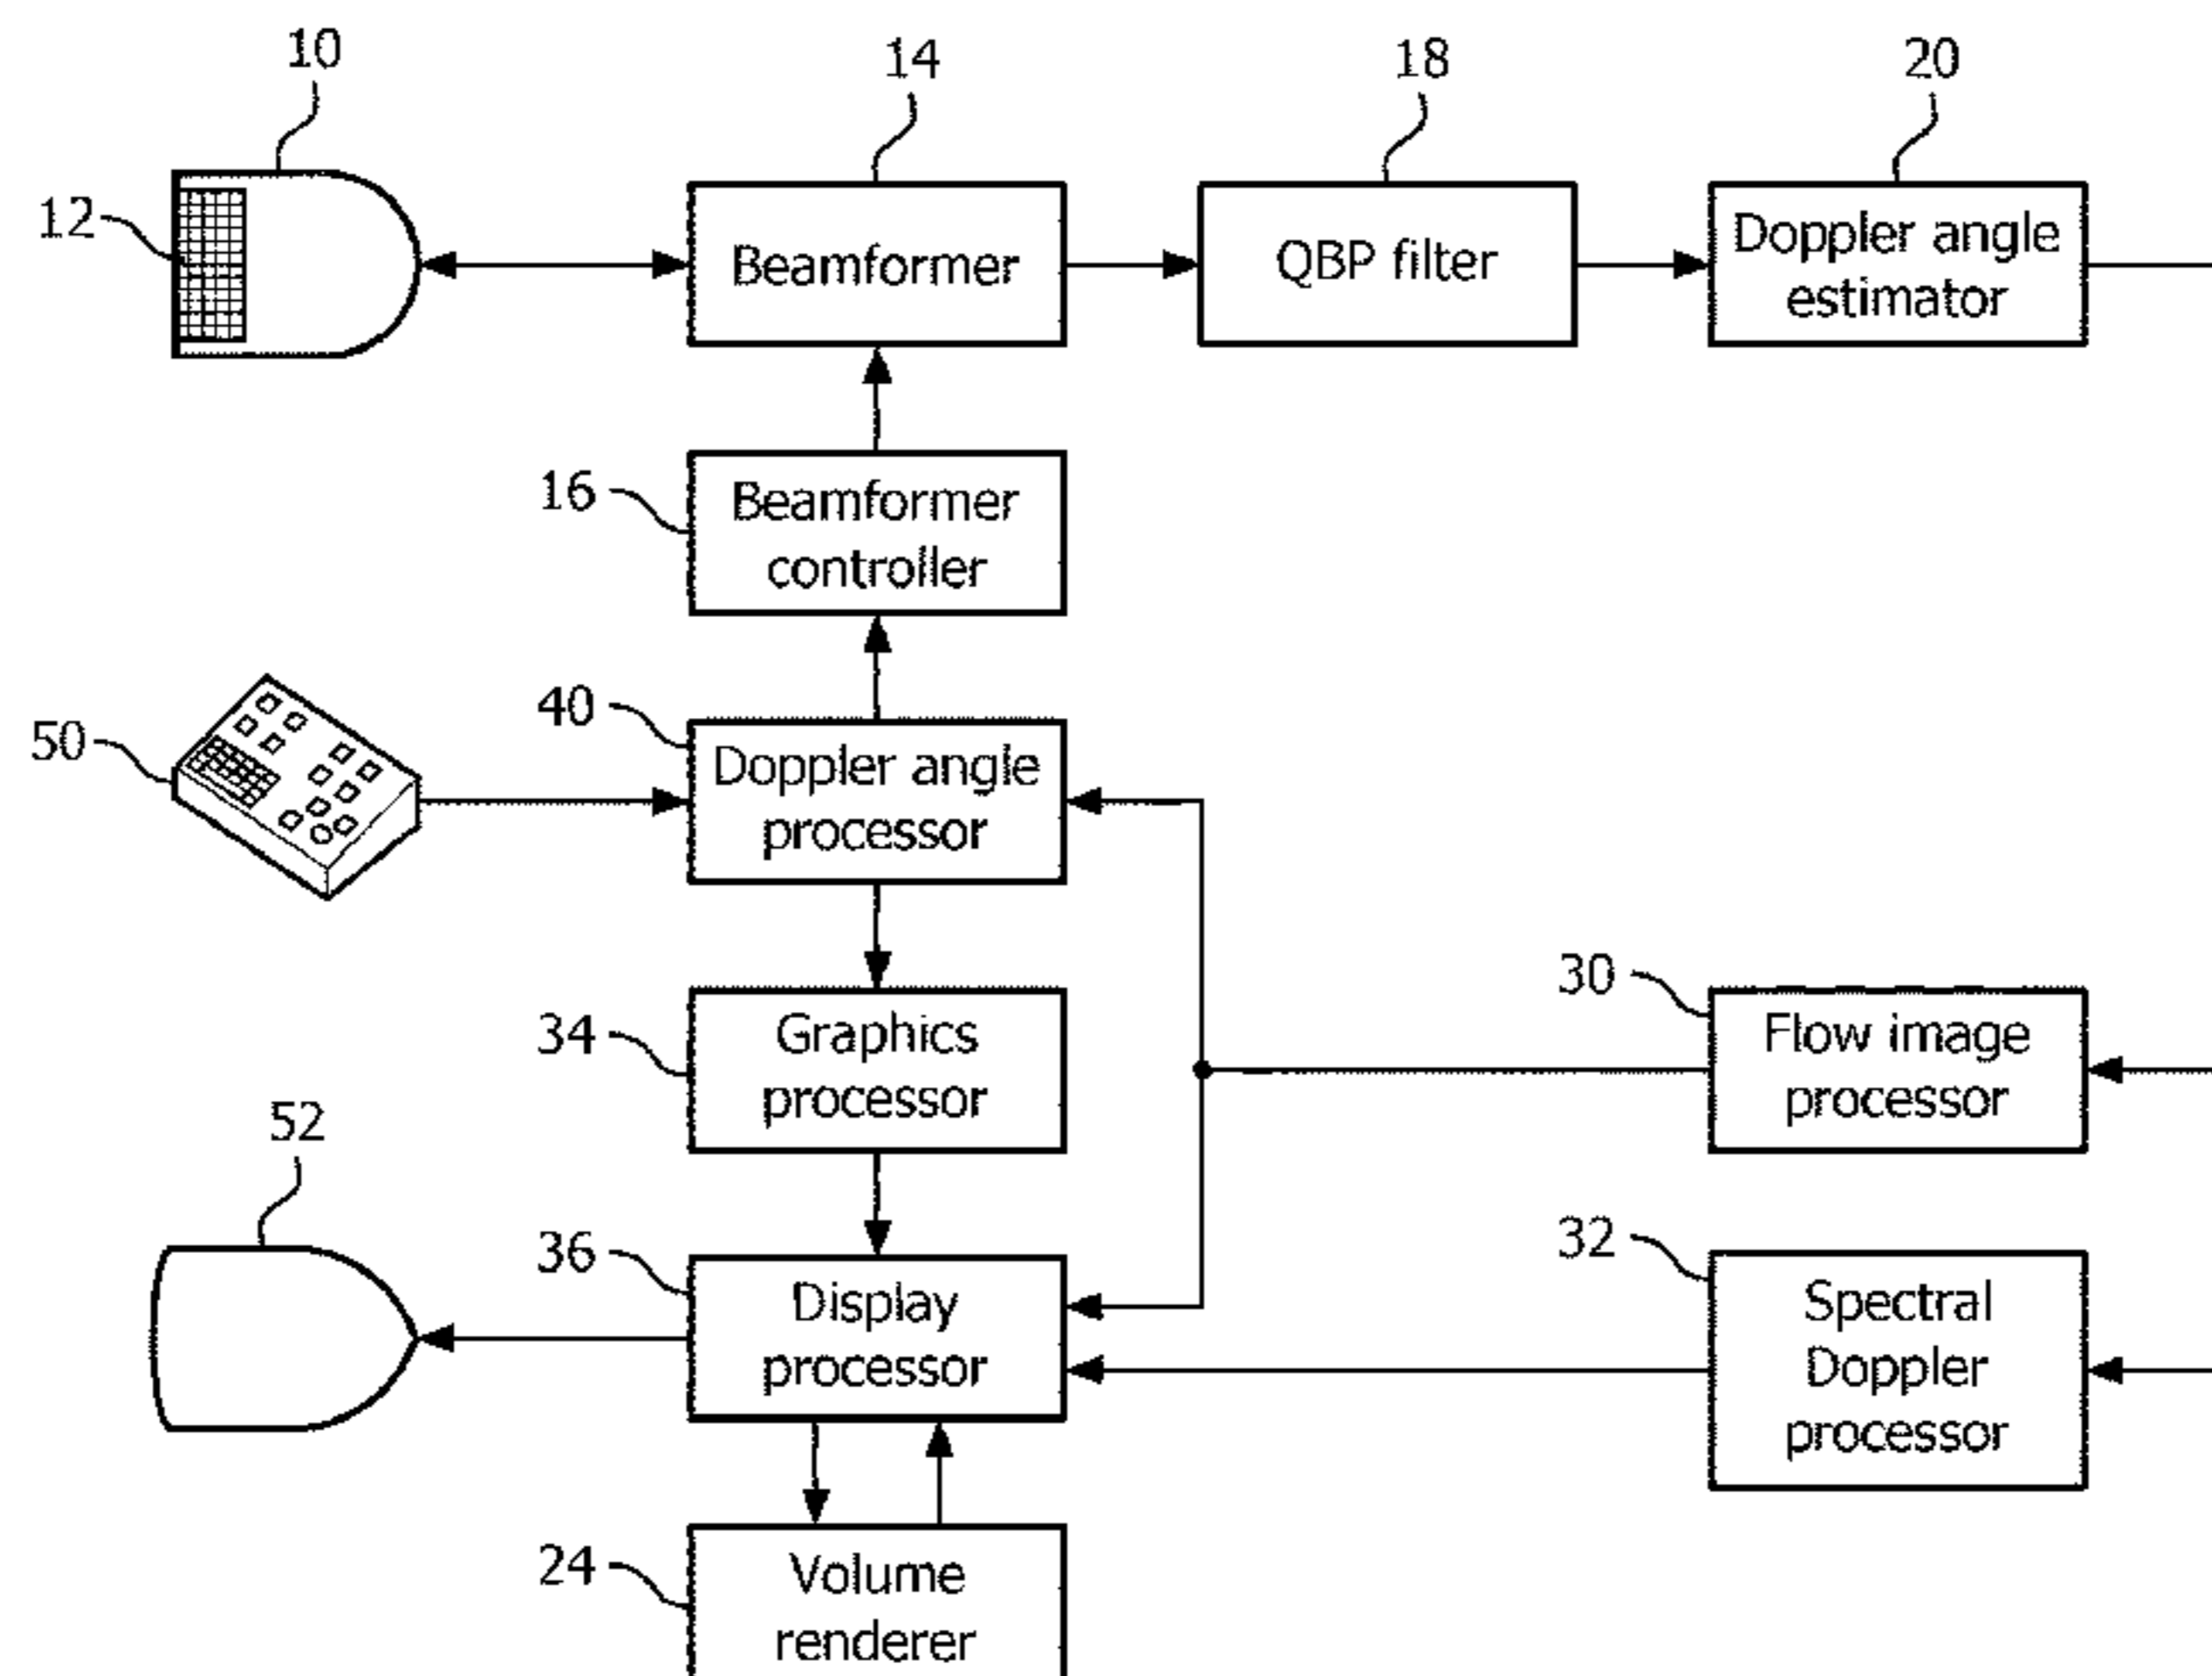 10
14
18
20
12
Beamformer
QBP filter
Doppler angle
estimator
16
Beamformer
controller
40
50
Doppler angle
processor
30
34
Graphics
processor
Flow image
processor
52
32
36
Display
processor
Spectral
Doppler
processor
24
Volume
renderer